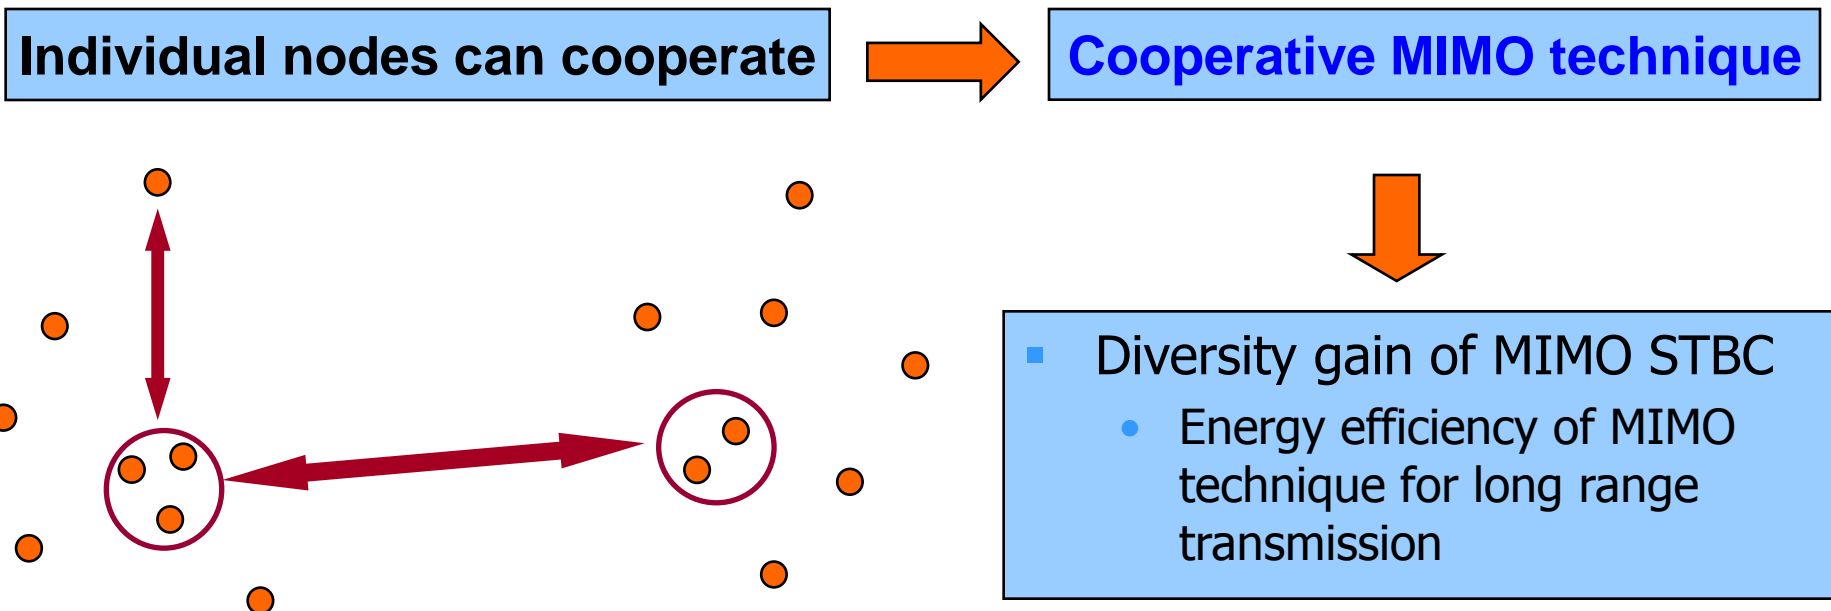 Individual nodes can cooperate
Cooperative MIMO technique
Diversity gain of MIMO STBC
Energy efficiency of MIMO
technique for long range
transmission